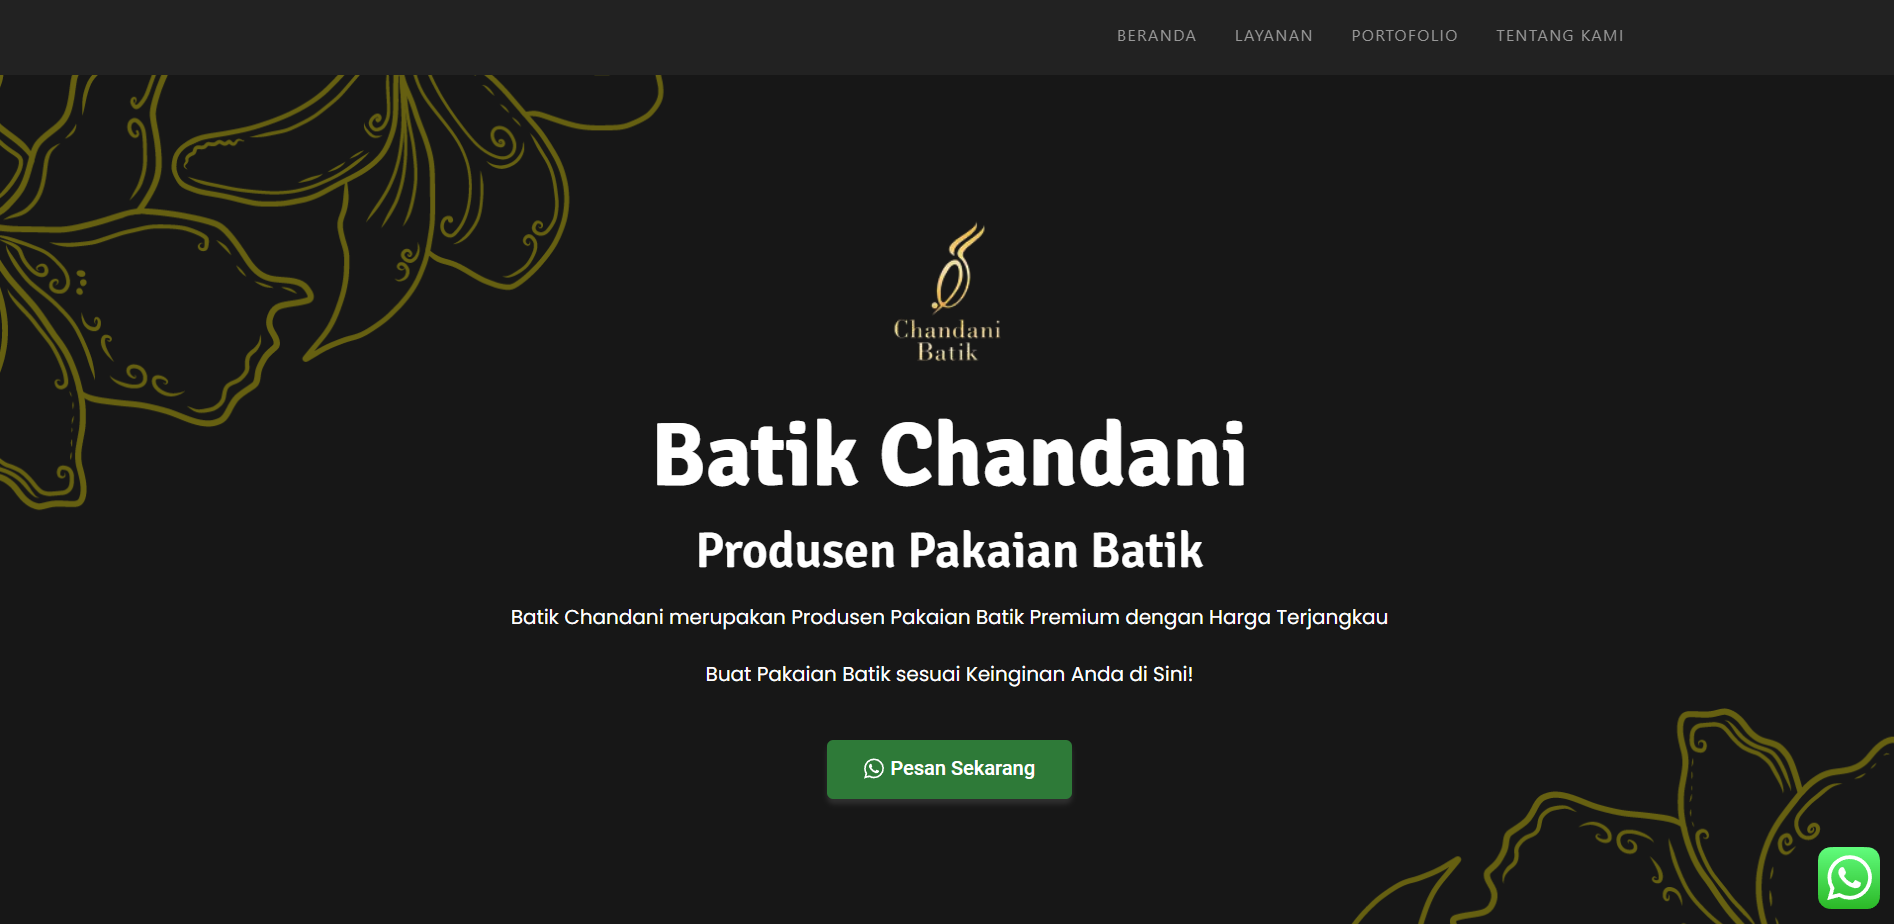 BERANDA LAYANAN PORTOFOLIO TENTANG KAMI
Chandani
Batik
Batik Chandani
Produsen Pakaian Batik
Batik Chandani merupakan Produsen Pakaian Batik Premium dengan Harga Terjangkau
Buat Pakaian Batik sesuai Keinginan Anda di Sini!
Pesan Sekarang